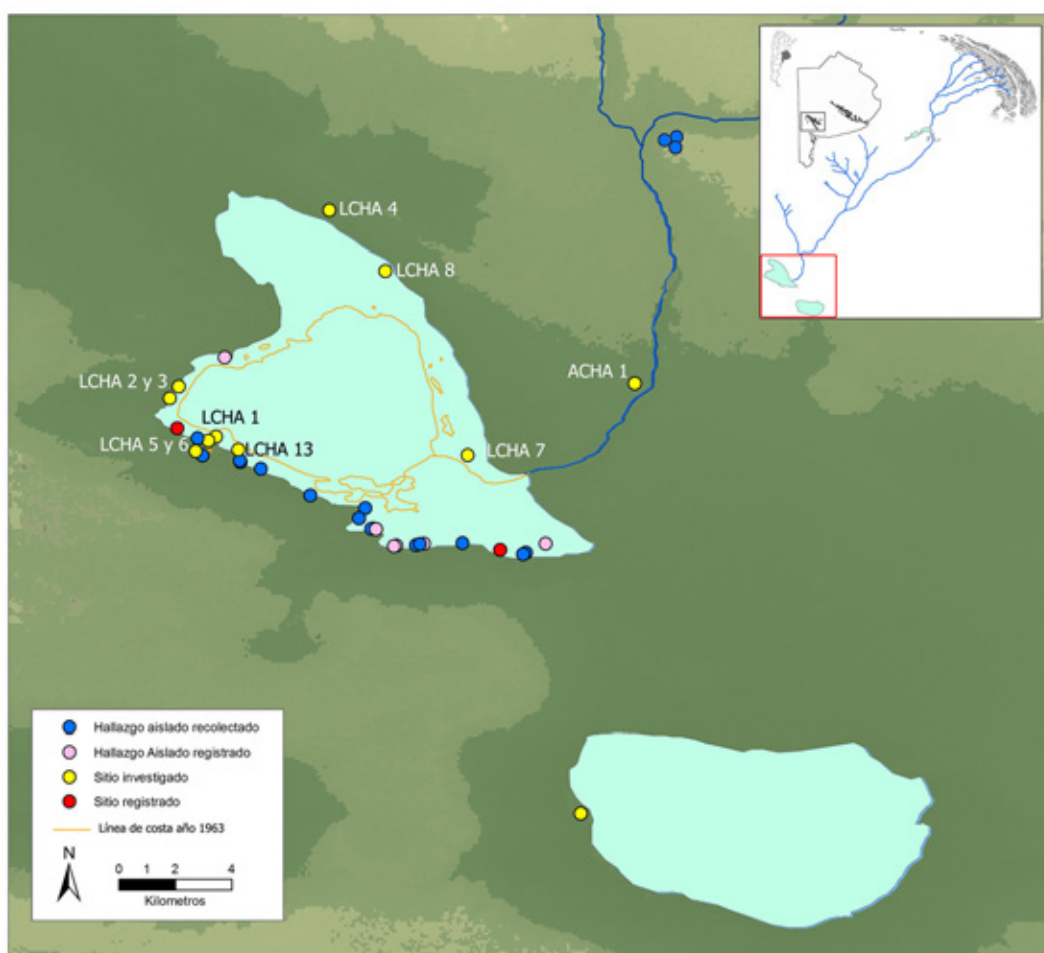 LCHA 4
LCHA 8
ACHA 1
LCHA 2 y 3
LCHA 1
LCHA 5 y 6
LCHA 13
LCHA 7
Hallazgo aislado recolectado
Hallazgo Aislado registrado
Sitio investigado
Sitio registrado
Línea de costa año 1963
N
0 1 2 4
Kilometros